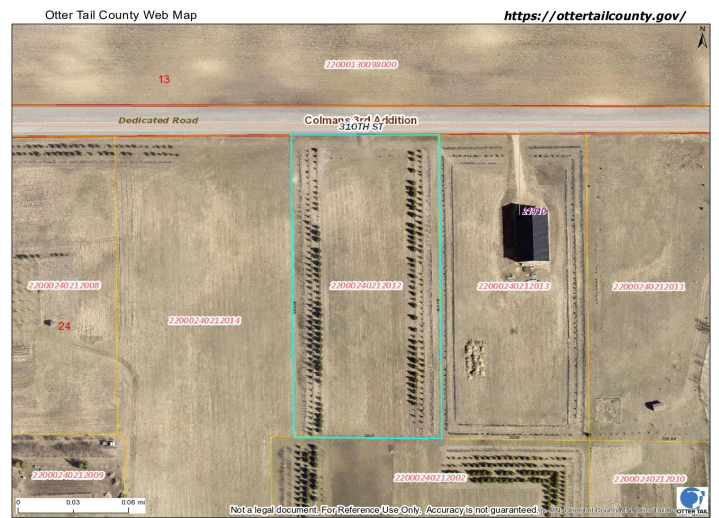 Otter Tail County Web Map
https://ottertailcounty.gov/
N
22000130098000
13
Dedicated Road
Colmans 3rd Addition
310TH ST
22000240212008
22000240212012
22000240212013
22000240212011
22000240212014
24
22000240212009
22000240212002
22000240212010
0 0.03 0.06 mi
Not a legal document. For Reference Use Only. Accuracy is not guaranteed.
OTTER TAIL